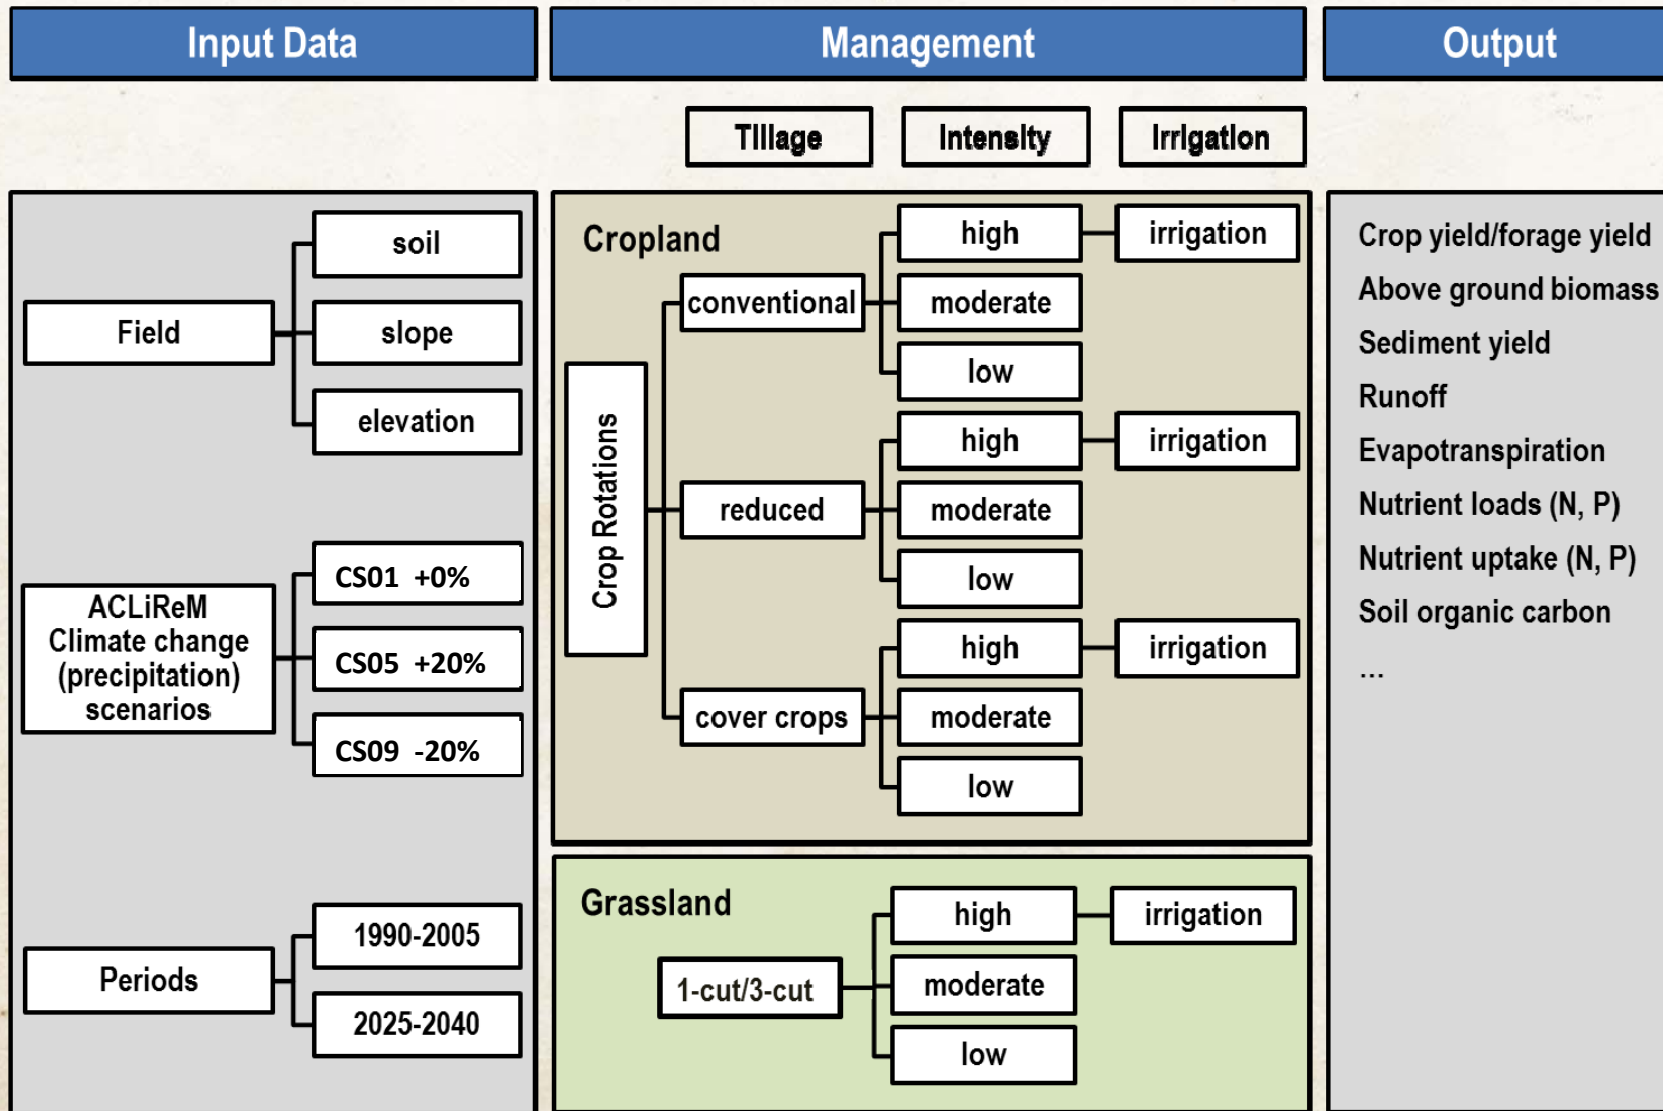 Input Data
Management
Output
Tillage
Intensity
Irrigation
Field
soil
slope
elevation
ACLiReM
Climate change
(precipitation)
scenarios
CS01 +0%
CS05 +20%
CS09 -20%
Periods
1990-2005
2025-2040
Cropland
Crop Rotations
conventional
high
irrigation
moderate
low
reduced
high
irrigation
moderate
low
cover crops
high
irrigation
moderate
low
Grassland
1-cut/3-cut
high
irrigation
moderate
low
Crop yield/forage yield
Above ground biomass
Sediment yield
Runoff
Evapotranspiration
Nutrient loads (N, P)
Nutrient uptake (N, P)
Soil organic carbon
...